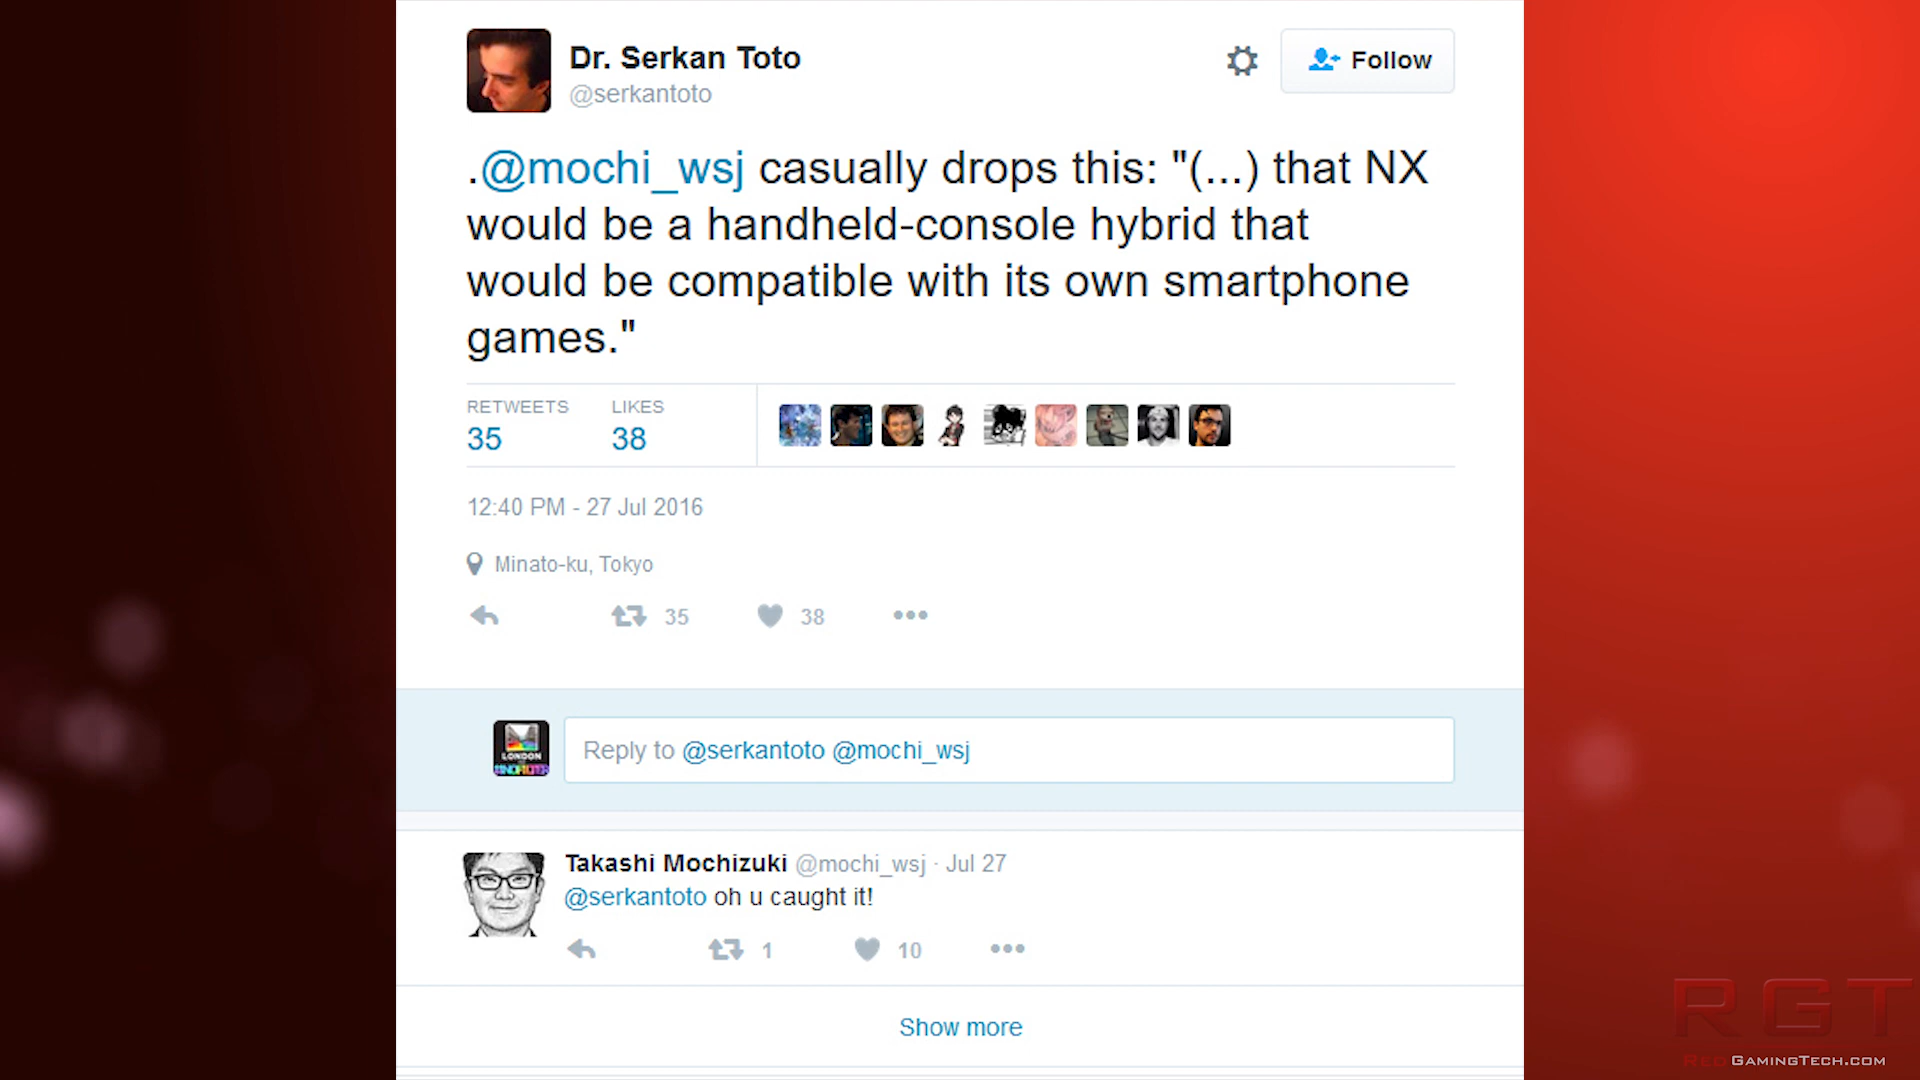 Dr. Serkan Toto
@serkantoto
Follow
.@mochi_wsj casually drops this: "(...) that NX
would be a handheld-console hybrid that
would be compatible with its own smartphone
games."
RETWEETS LIKES
35 38
12:40 PM - 27 Jul 2016
Minato-ku, Tokyo
35 38
LONDON
Reply to @serkantoto @mochi_wsj
Takashi Mochizuki @mochi_wsj · Jul 27
@serkantoto oh u caught it!
1 10
Show more
RGT
REDGAMINGTECH.COM